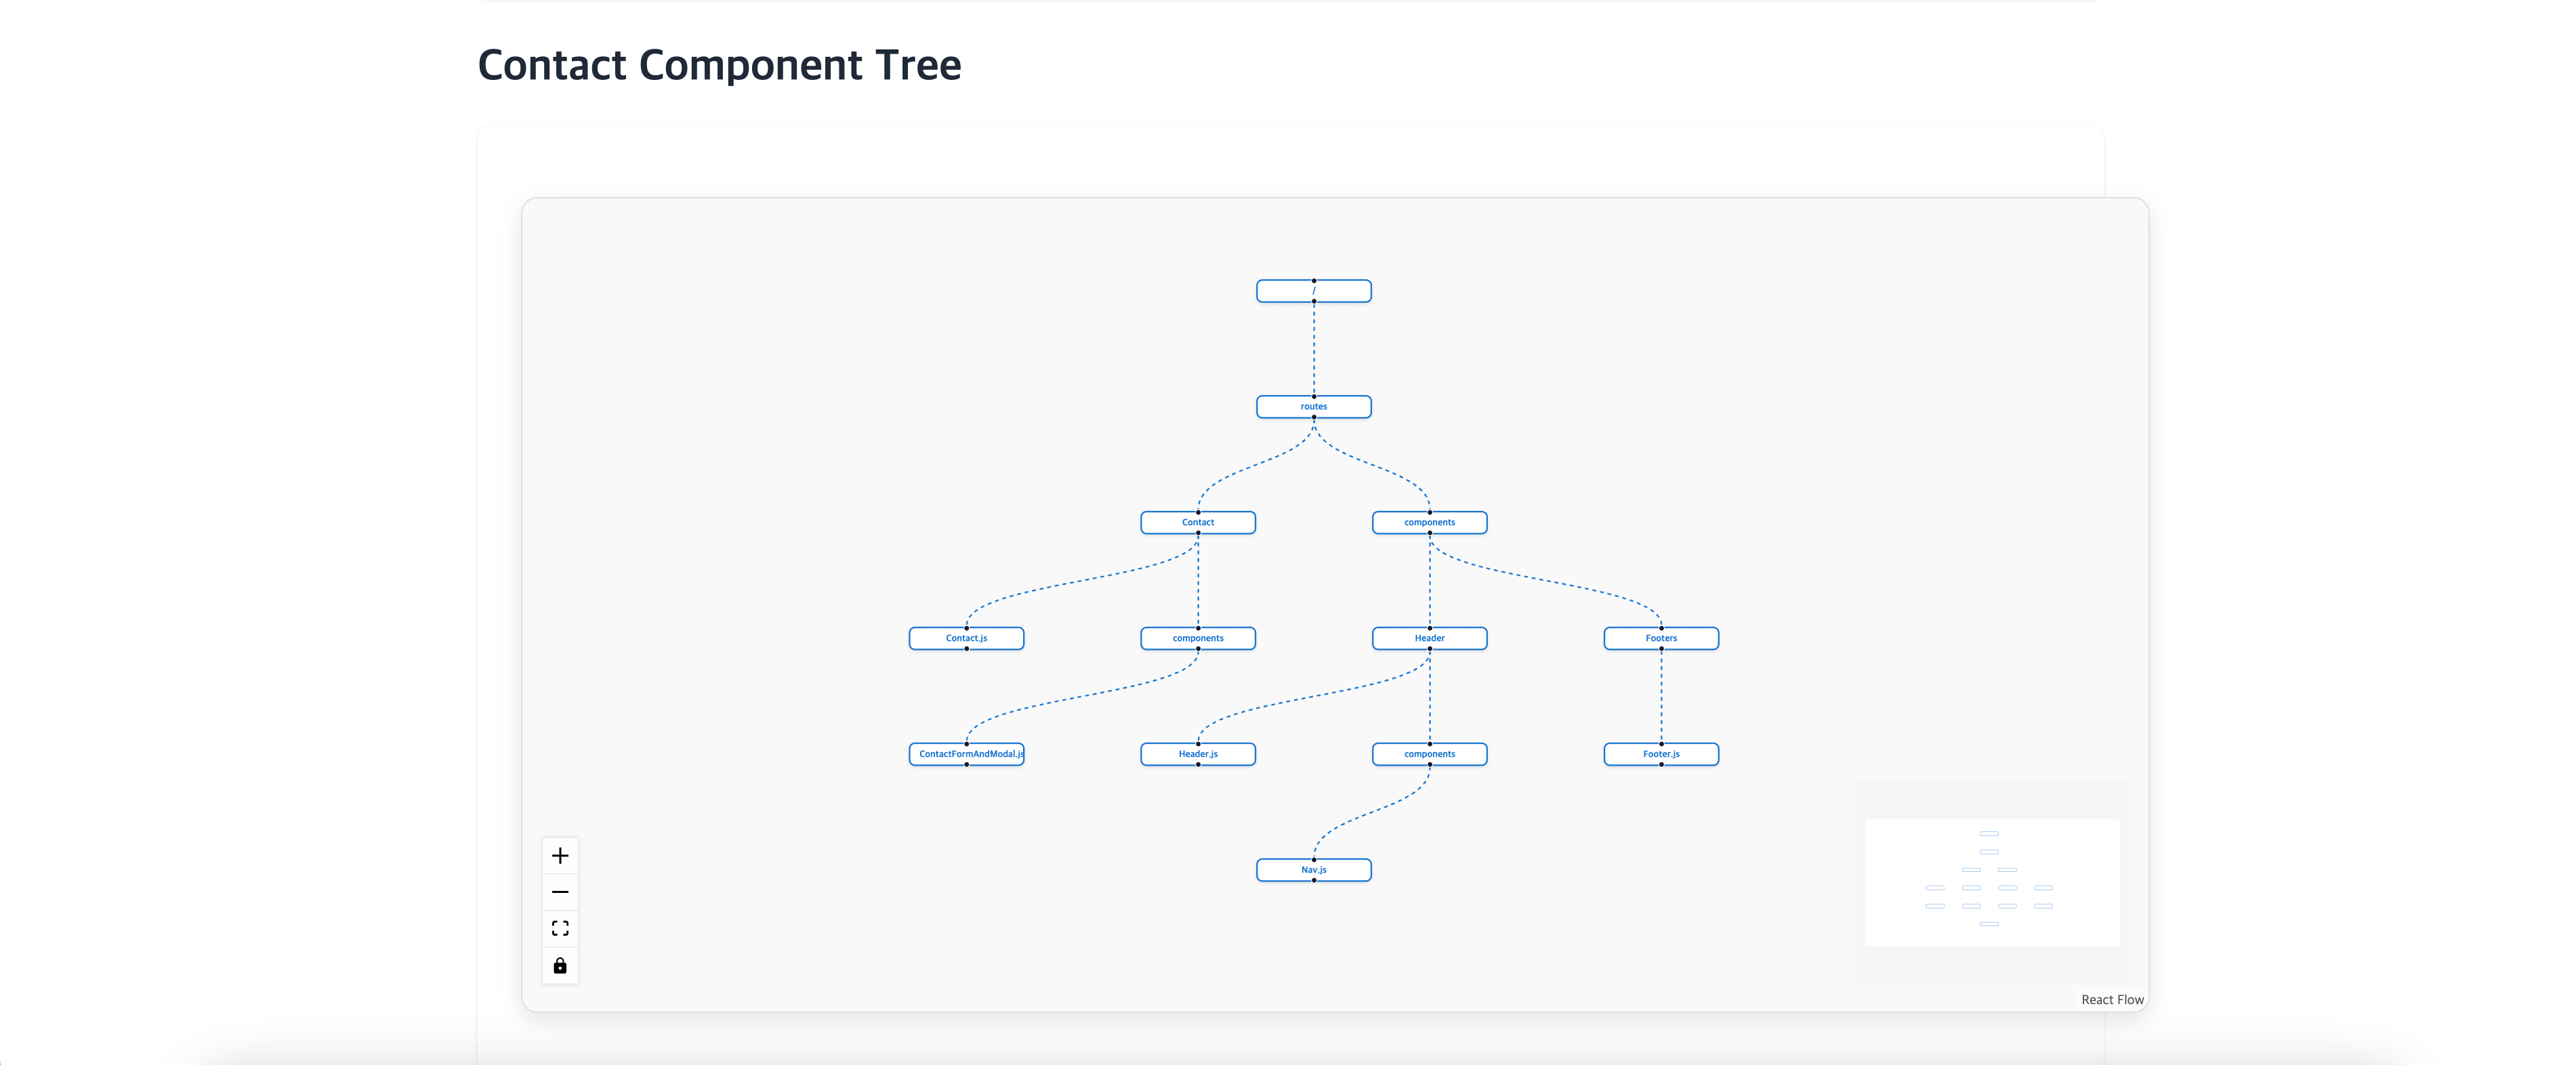 Contact Component Tree
/
routes
Contact
components
Contact.js
components
Header
Footers
ContactFormAndModal.js
Header.js
components
Footer.js
Nav.js
React Flow